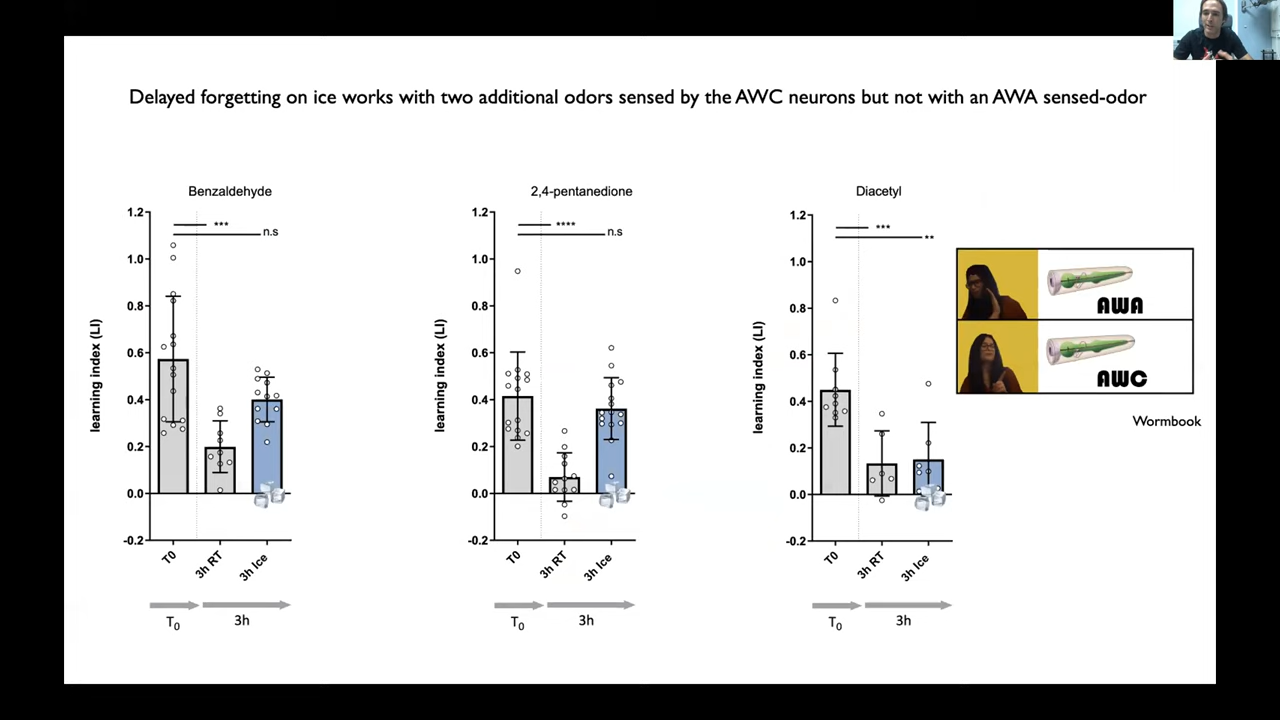 Delayed forgetting on ice works with two additional odors sensed by the AWC neurons but not with an AWA sensed-odor
Benzaldehyde
learning index (LI)
1.2
1.0
0.8
0.6
0.4
0.2
0.0
-0.2
***
n.s
T0
3h RT
3h Ice
T0
3h
2,4-pentanedione
learning index (LI)
1.2
1.0
0.8
0.6
0.4
0.2
0.0
-0.2
****
n.s
T0
3h RT
3h Ice
T0
3h
Diacetyl
learning index (LI)
1.2
1.0
0.8
0.6
0.4
0.2
0.0
-0.2
***
**
T0
3h RT
3h Ice
T0
3h
AWA
AWC
Wormbook